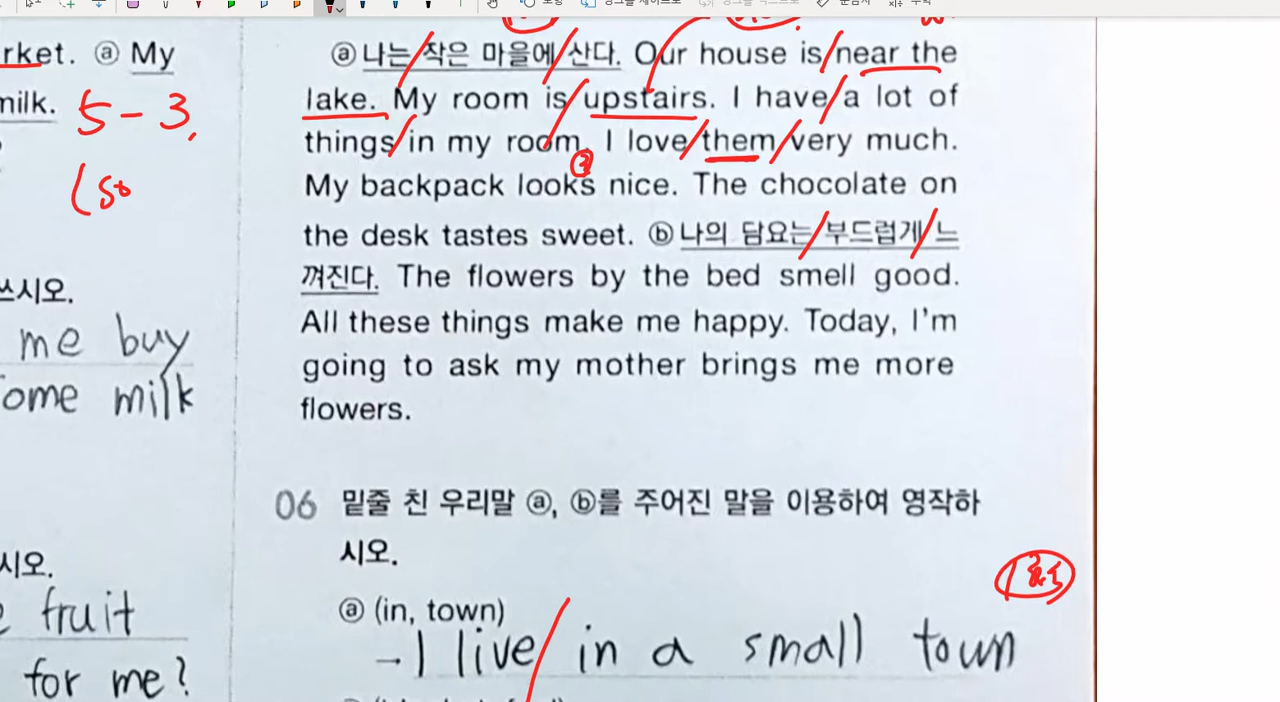 rket. ⓐ My
milk.
5-3.
쓰시오.
me buy
ome milk
시오.
fruit
for me?
ⓐ 나는 작은 마을에 산다. Our house is near the
lake. My room is upstairs. I have a lot of
things in my room. I love them very much.
②
My backpack looks nice. The chocolate on
the desk tastes sweet. ⓑ 나의 담요는 부드럽게 느
껴진다. The flowers by the bed smell good.
All these things make me happy. Today, I'm
going to ask my mother brings me more
flowers.
06 밑줄 친 우리말 ⓐ, ⓑ를 주어진 말을 이용하여 영작하
시오.
1형식
ⓐ (in, town)
→ I live in a small town